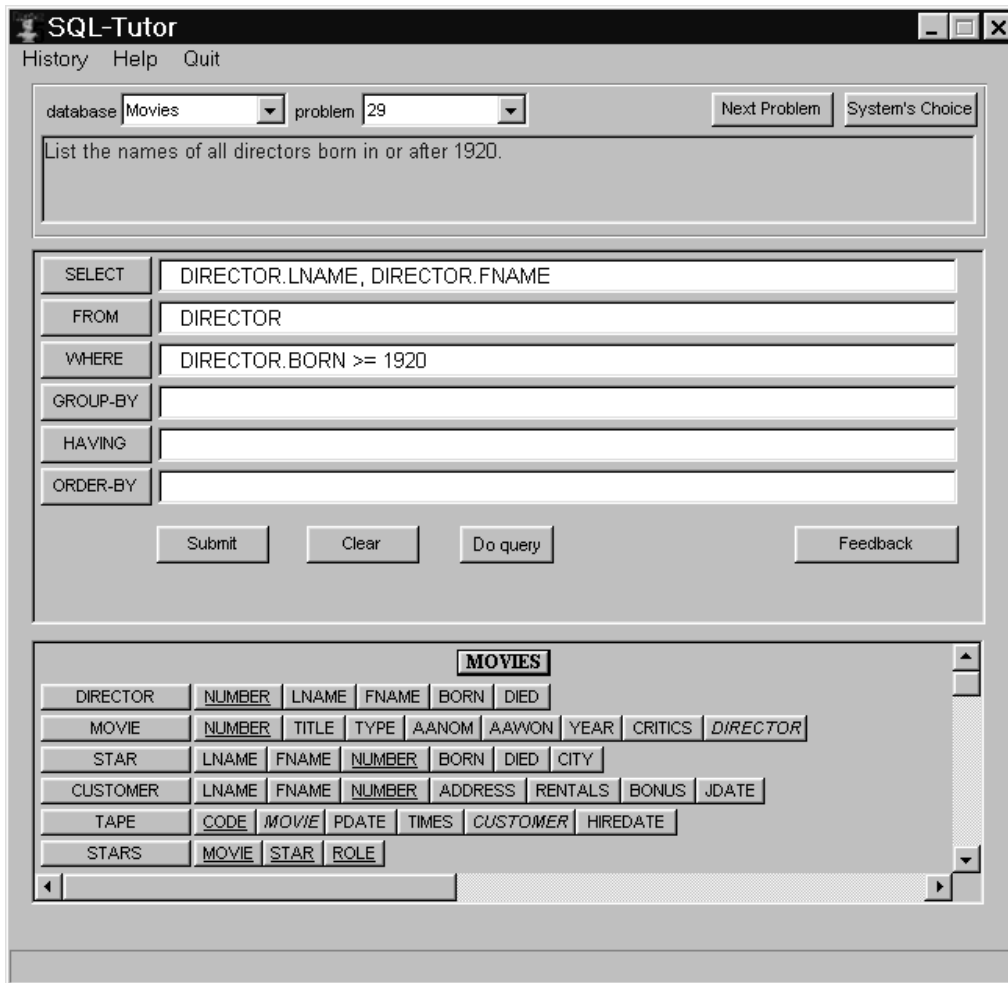 SQL-Tutor
History Help Quit
database Movies problem 29 Next Problem System's Choice
List the names of all directors born in or after 1920.
SELECT DIRECTOR.LNAME, DIRECTOR.FNAME
FROM DIRECTOR
WHERE DIRECTOR.BORN >= 1920
GROUP-BY
HAVING
ORDER-BY
Submit Clear Do query Feedback
MOVIES
DIRECTOR NUMBER LNAME FNAME BORN DIED
MOVIE NUMBER TITLE TYPE AANOM AAWON YEAR CRITICS DIRECTOR
STAR LNAME FNAME NUMBER BORN DIED CITY
CUSTOMER LNAME FNAME NUMBER ADDRESS RENTALS BONUS JDATE
TAPE CODE MOVIE PDATE TIMES CUSTOMER HIREDATE
STARS MOVIE STAR ROLE